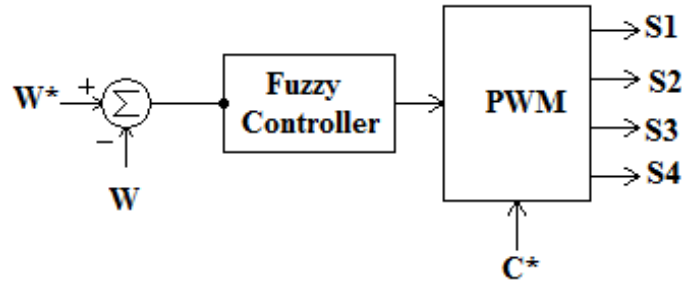 W*
+
Σ
−
W
Fuzzy
Controller
PWM
S1
S2
S3
S4
C*